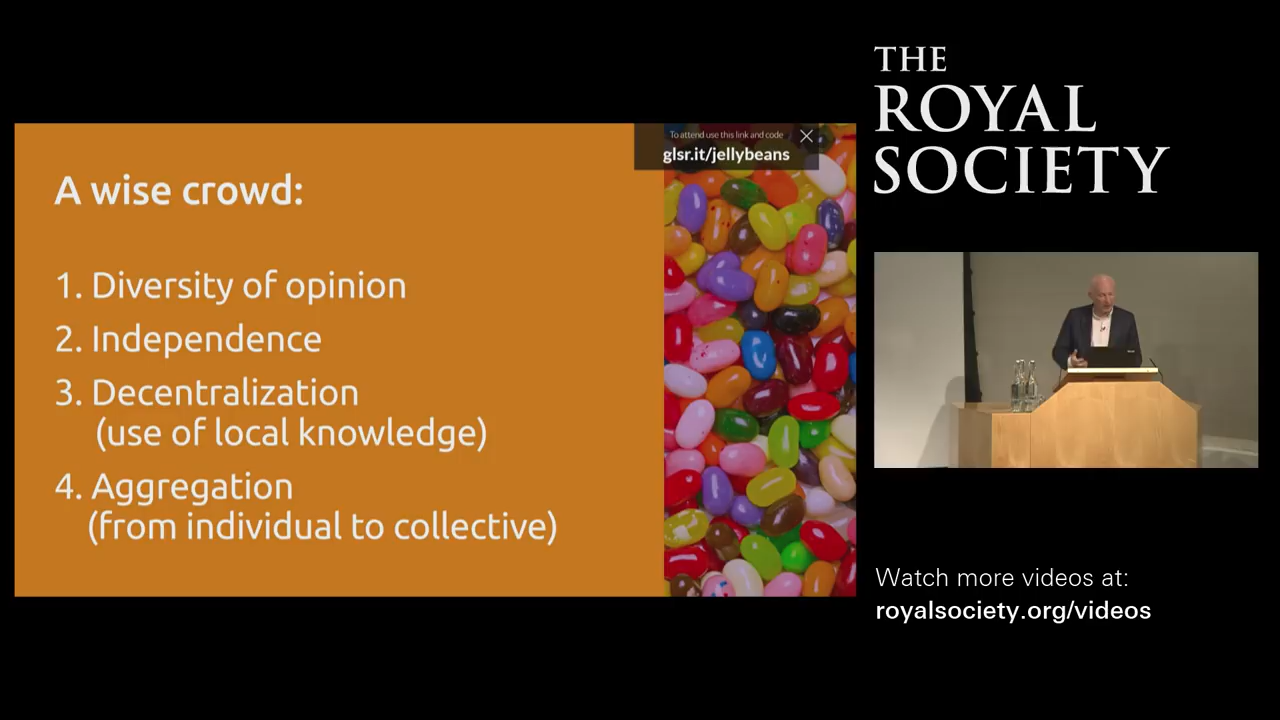 To attend use this link and code
glsr.it/jellybeans
A wise crowd:
1. Diversity of opinion
2. Independence
3. Decentralization
(use of local knowledge)
4. Aggregation
(from individual to collective)
THE
ROYAL
SOCIETY
Watch more videos at:
royalsociety.org/videos